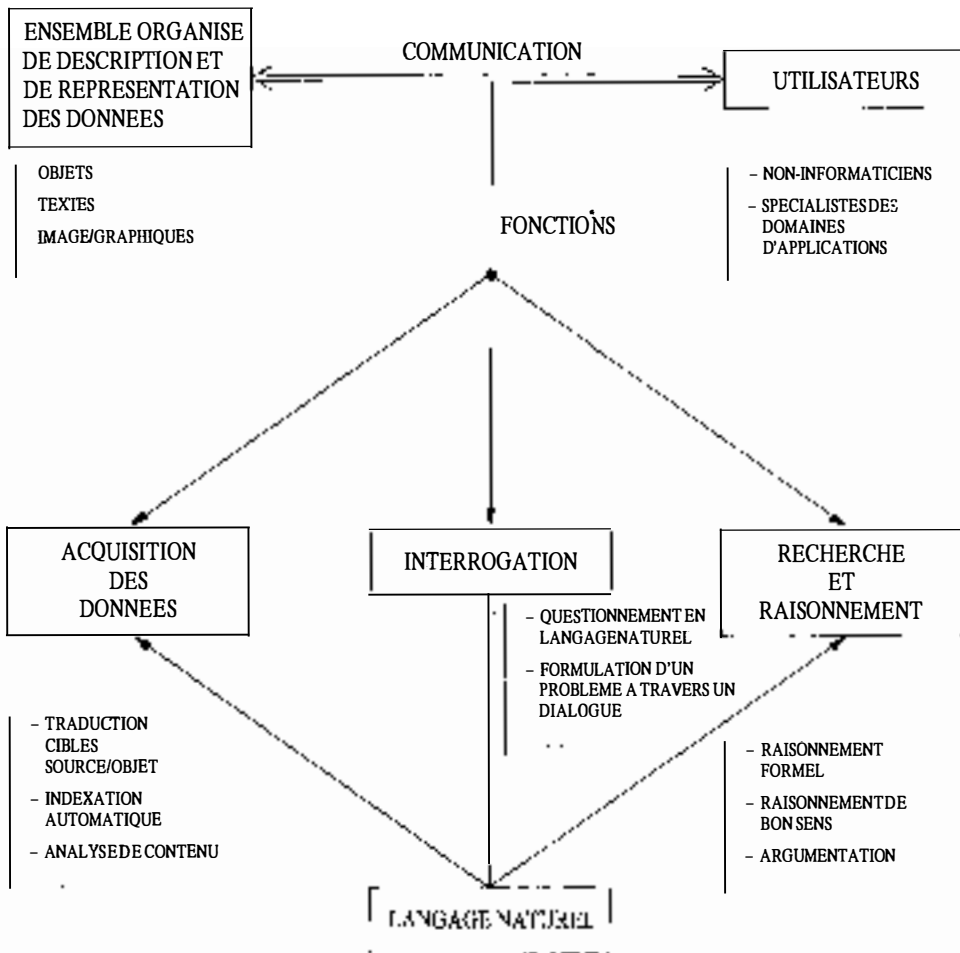 ENSEMBLE ORGANISE
DE DESCRIPTION ET
DE REPRESENTATION
DES DONNEES
COMMUNICATION
UTILISATEURS
OBJETS
TEXTES
IMAGE/GRAPHIQUES
– NON-INFORMATICIENS
– SPECIALISTES DES
DOMAINES
D'APPLICATIONS
FONCTIONS
ACQUISITION
DES
DONNEES
INTERROGATION
RECHERCHE
ET
RAISONNEMENT
– QUESTIONNEMENT EN
LANGAGE NATUREL
– FORMULATION D'UN
PROBLEME A TRAVERS UN
DIALOGUE
– TRADUCTION
CIBLES
SOURCE/OBJET
– INDEXATION
AUTOMATIQUE
– ANALYSE DE CONTENU
– RAISONNEMENT
FORMEL
– RAISONNEMENT DE
BON SENS
– ARGUMENTATION
LANGAGE NATUREL